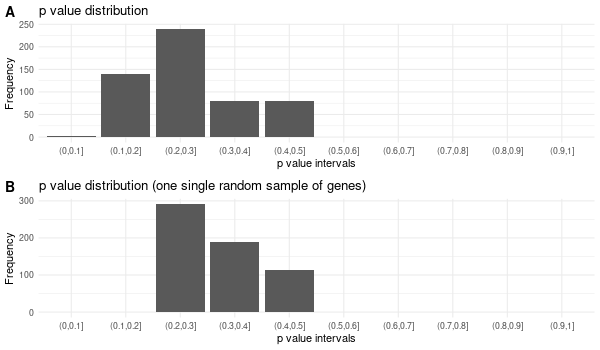 A p value distribution
250
200
150
100
50
0
Frequency
(0,0.1] (0.1,0.2] (0.2,0.3] (0.3,0.4] (0.4,0.5] (0.5,0.6] (0.6,0.7] (0.7,0.8] (0.8,0.9] (0.9,1]
p value intervals
B p value distribution (one single random sample of genes)
300
200
100
0
Frequency
(0,0.1] (0.1,0.2] (0.2,0.3] (0.3,0.4] (0.4,0.5] (0.5,0.6] (0.6,0.7] (0.7,0.8] (0.8,0.9] (0.9,1]
p value intervals